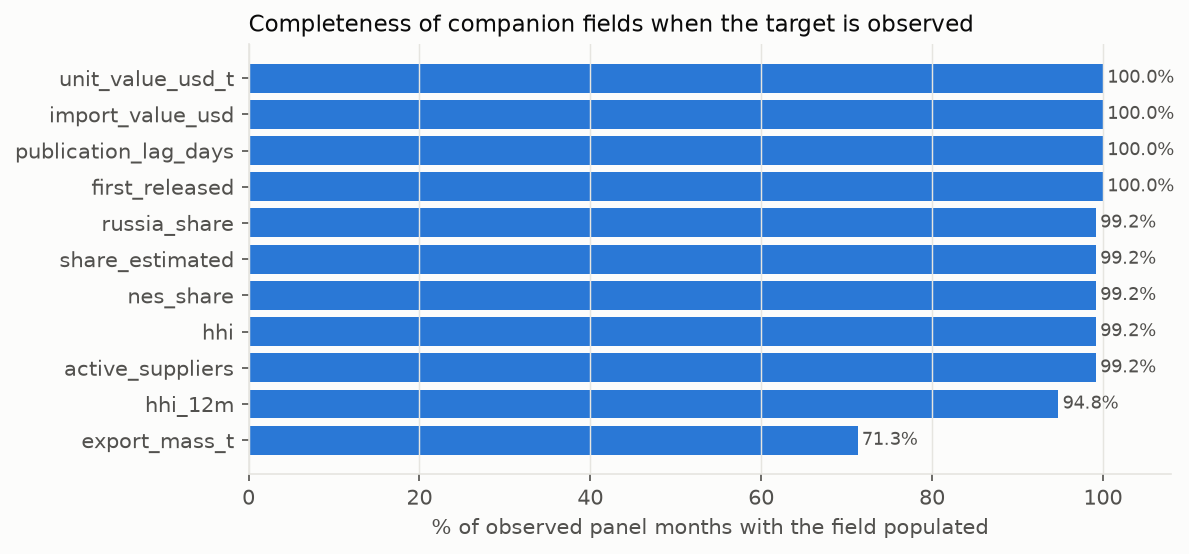 Completeness of companion fields when the target is observed
unit_value_usd_t 100.0%
import_value_usd 100.0%
publication_lag_days 100.0%
first_released 100.0%
russia_share 99.2%
share_estimated 99.2%
nes_share 99.2%
hhi 99.2%
active_suppliers 99.2%
hhi_12m 94.8%
export_mass_t 71.3%
0 20 40 60 80 100
% of observed panel months with the field populated